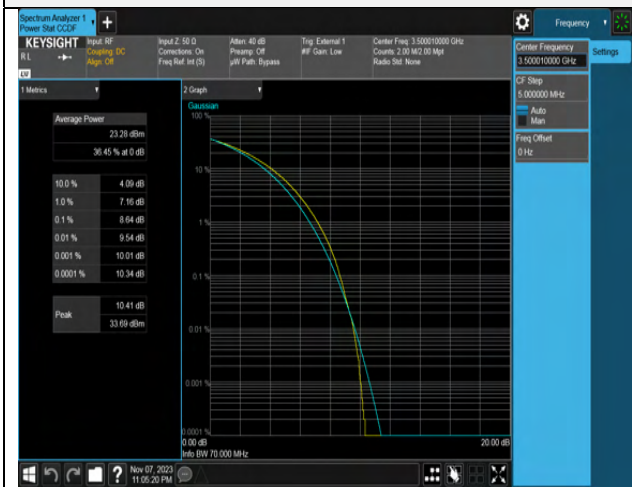 Spectrum Analyzer 1
Power Stat CCDF
+
Frequency
KEYSIGHT
Input: RF
Input Z: 50 Ω
Atten: 40 dB
Trig: External 1
Center Freq: 3.500010000 GHz
RL
Coupling: DC
Corrections: On
Preamp: Off
#IF Gain: Low
Counts: 2.00 M/2.00 Mpt
Align: Off
Freq Ref: Int (S)
µW Path: Bypass
Radio Std: None
Center Frequency
3.500010000 GHz
Settings
CF Step
5.000000 MHz
Auto
Man
Freq Offset
0 Hz
1 Metrics
Average Power
23.28 dBm
36.45 % at 0 dB
10.0 % 4.09 dB
1.0 % 7.16 dB
0.1 % 8.64 dB
0.01 % 9.54 dB
0.001 % 10.01 dB
0.0001 % 10.34 dB
Peak
10.41 dB
33.69 dBm
2 Graph
Gaussian
100 %
10 %
1 %
0.1 %
0.01 %
0.001 %
0.0001 %
0.00 dB
20.00 dB
Info BW 70.000 MHz
?
Nov 07, 2023
11:05:20 PM